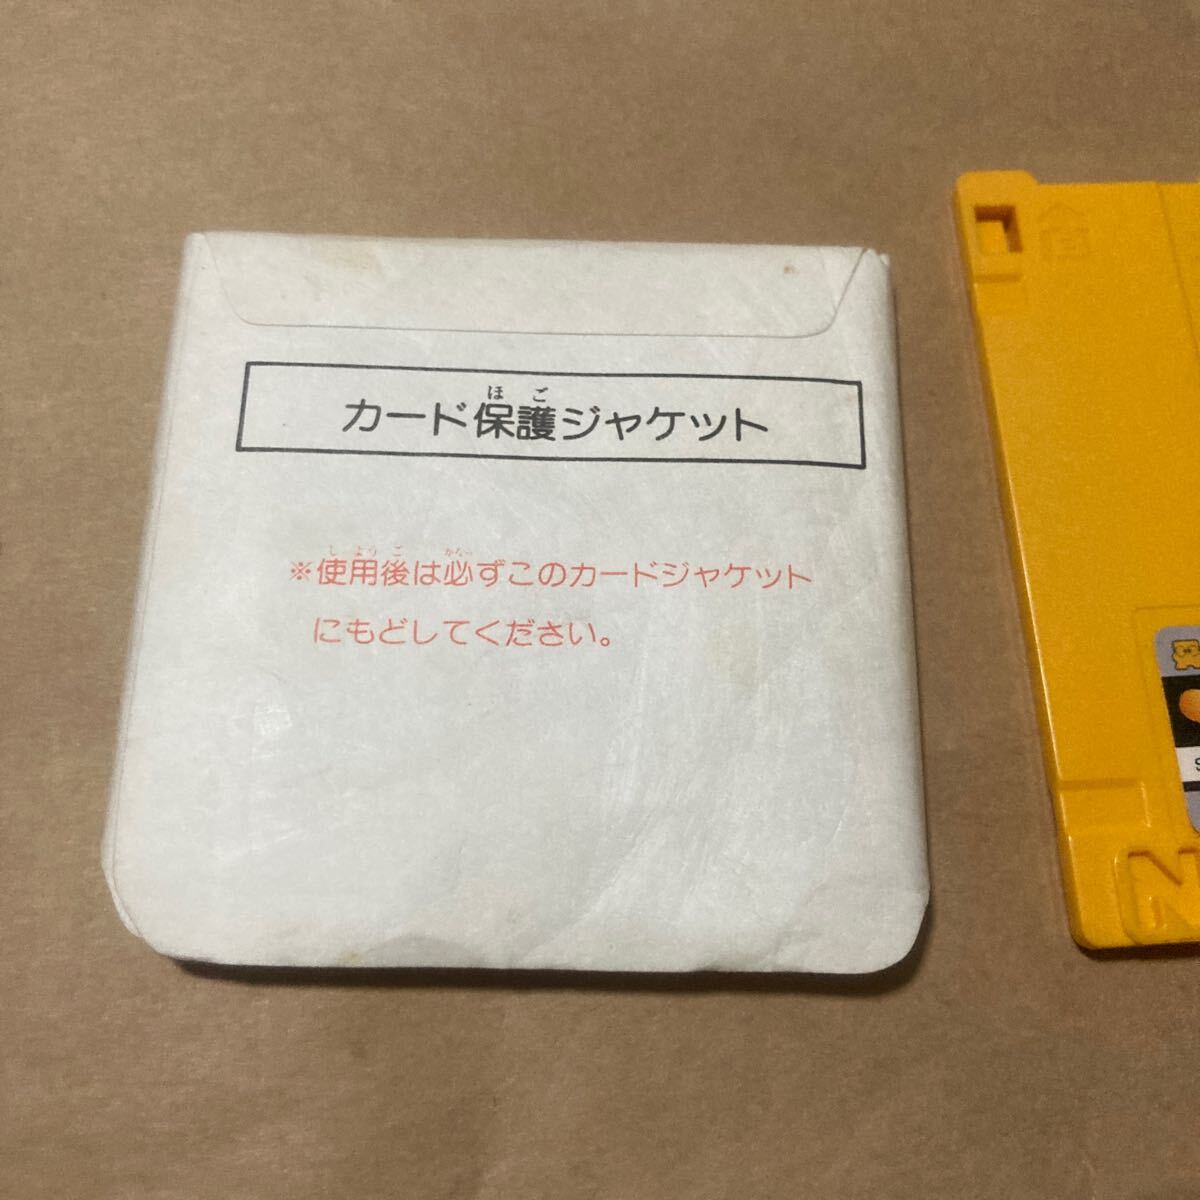 ほご
カード保護ジャケット
しようご かなら
※使用後は必ずこのカードジャケット
にもどしてください。